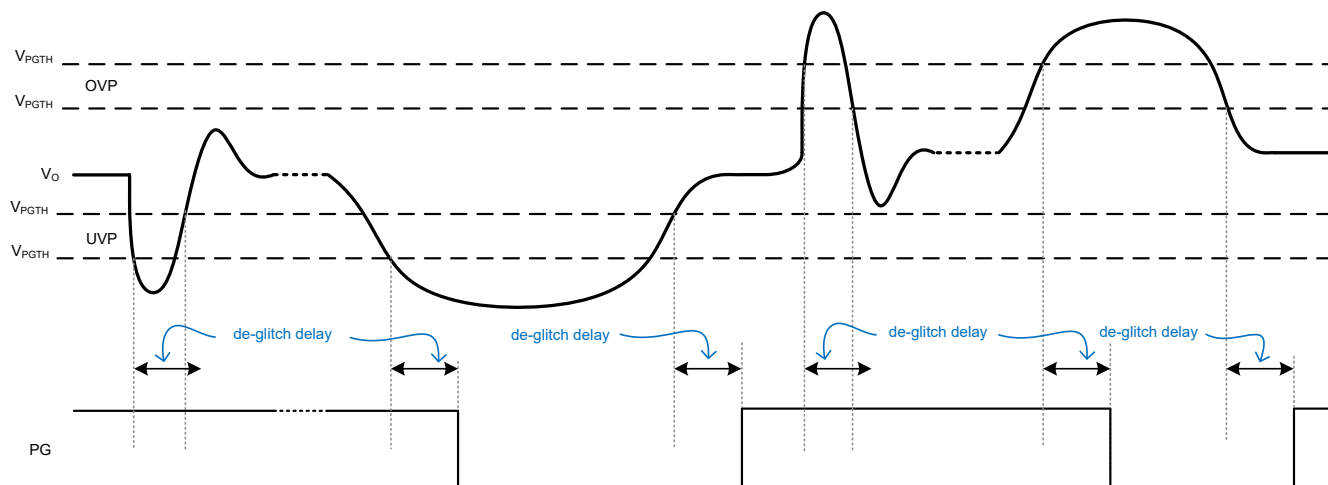 VPGTH
OVP
VPGTH
VO
VPGTH
UVP
VPGTH
de-glitch delay
de-glitch delay
de-glitch delay
de-glitch delay
PG